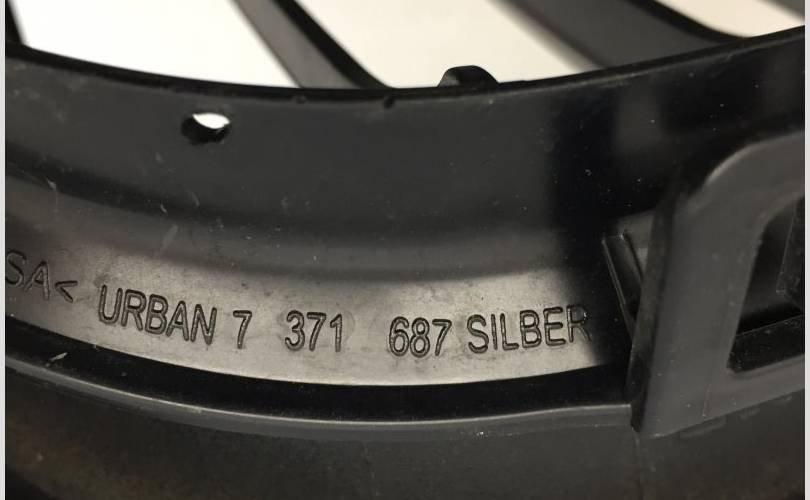 SA< URBAN 7 371 687 SILBER